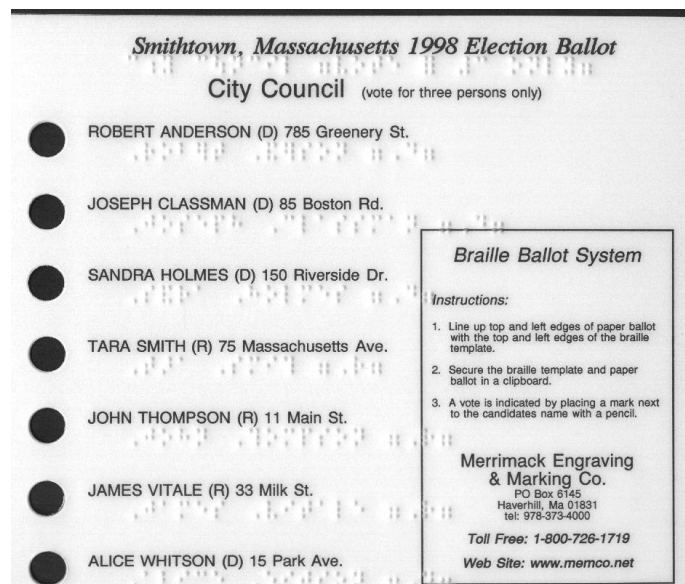 Smithtown, Massachusetts 1998 Election Ballot
City Council (vote for three persons only)
ROBERT ANDERSON (D) 785 Greenery St.
JOSEPH CLASSMAN (D) 85 Boston Rd.
SANDRA HOLMES (D) 150 Riverside Dr.
TARA SMITH (R) 75 Massachusetts Ave.
JOHN THOMPSON (R) 11 Main St.
JAMES VITALE (R) 33 Milk St.
ALICE WHITSON (D) 15 Park Ave.
Braille Ballot System
Instructions:
1. Line up top and left edges of paper ballot
with the top and left edges of the braille
template.
2. Secure the braille template and paper
ballot in a clipboard.
3. A vote is indicated by placing a mark next
to the candidates name with a pencil.
Merrimack Engraving
& Marking Co.
PO Box 6145
Haverhill, Ma 01831
tel: 978-373-4000
Toll Free: 1-800-726-1719
Web Site: www.memco.net